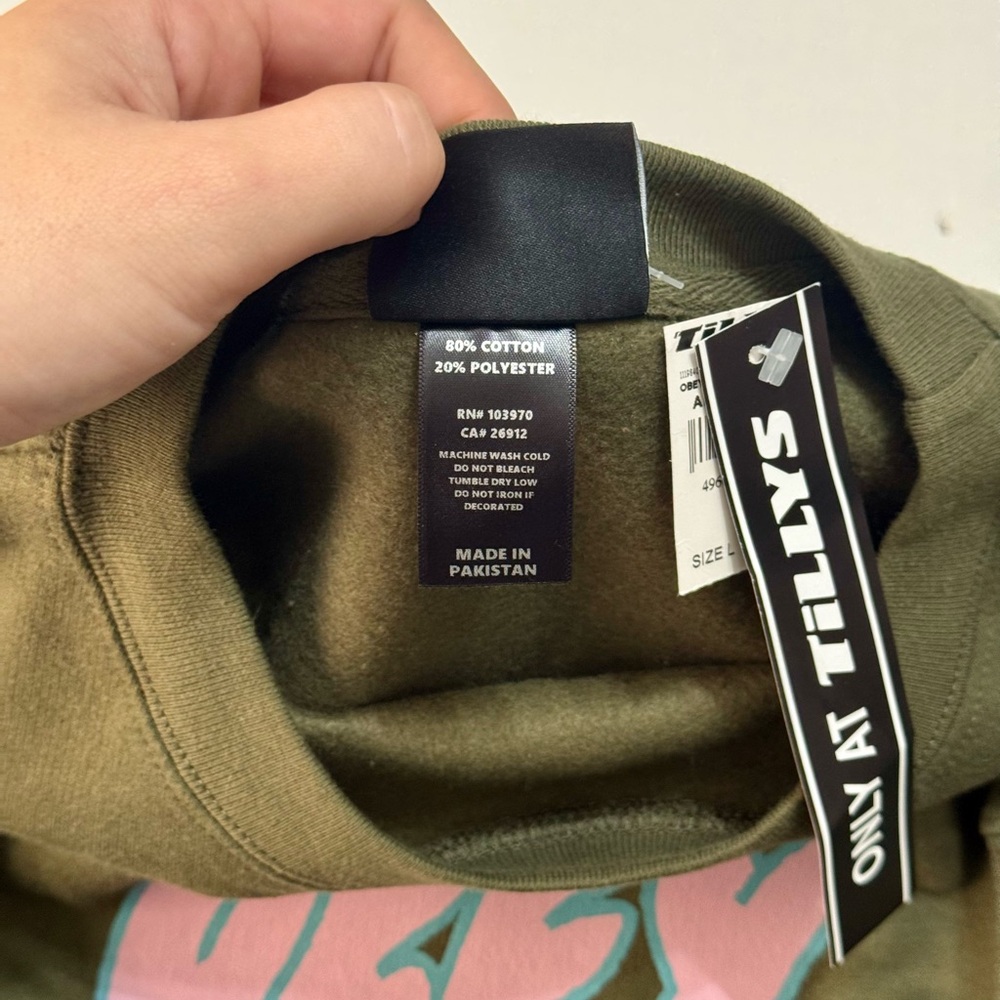 80% COTTON
20% POLYESTER
RN# 103970
CA# 26912
MACHINE WASH COLD
DO NOT BLEACH
TUMBLE DRY LOW
DO NOT IRON IF
DECORATED
MADE IN
PAKISTAN
SIZE L
ONLY AT TILLYS